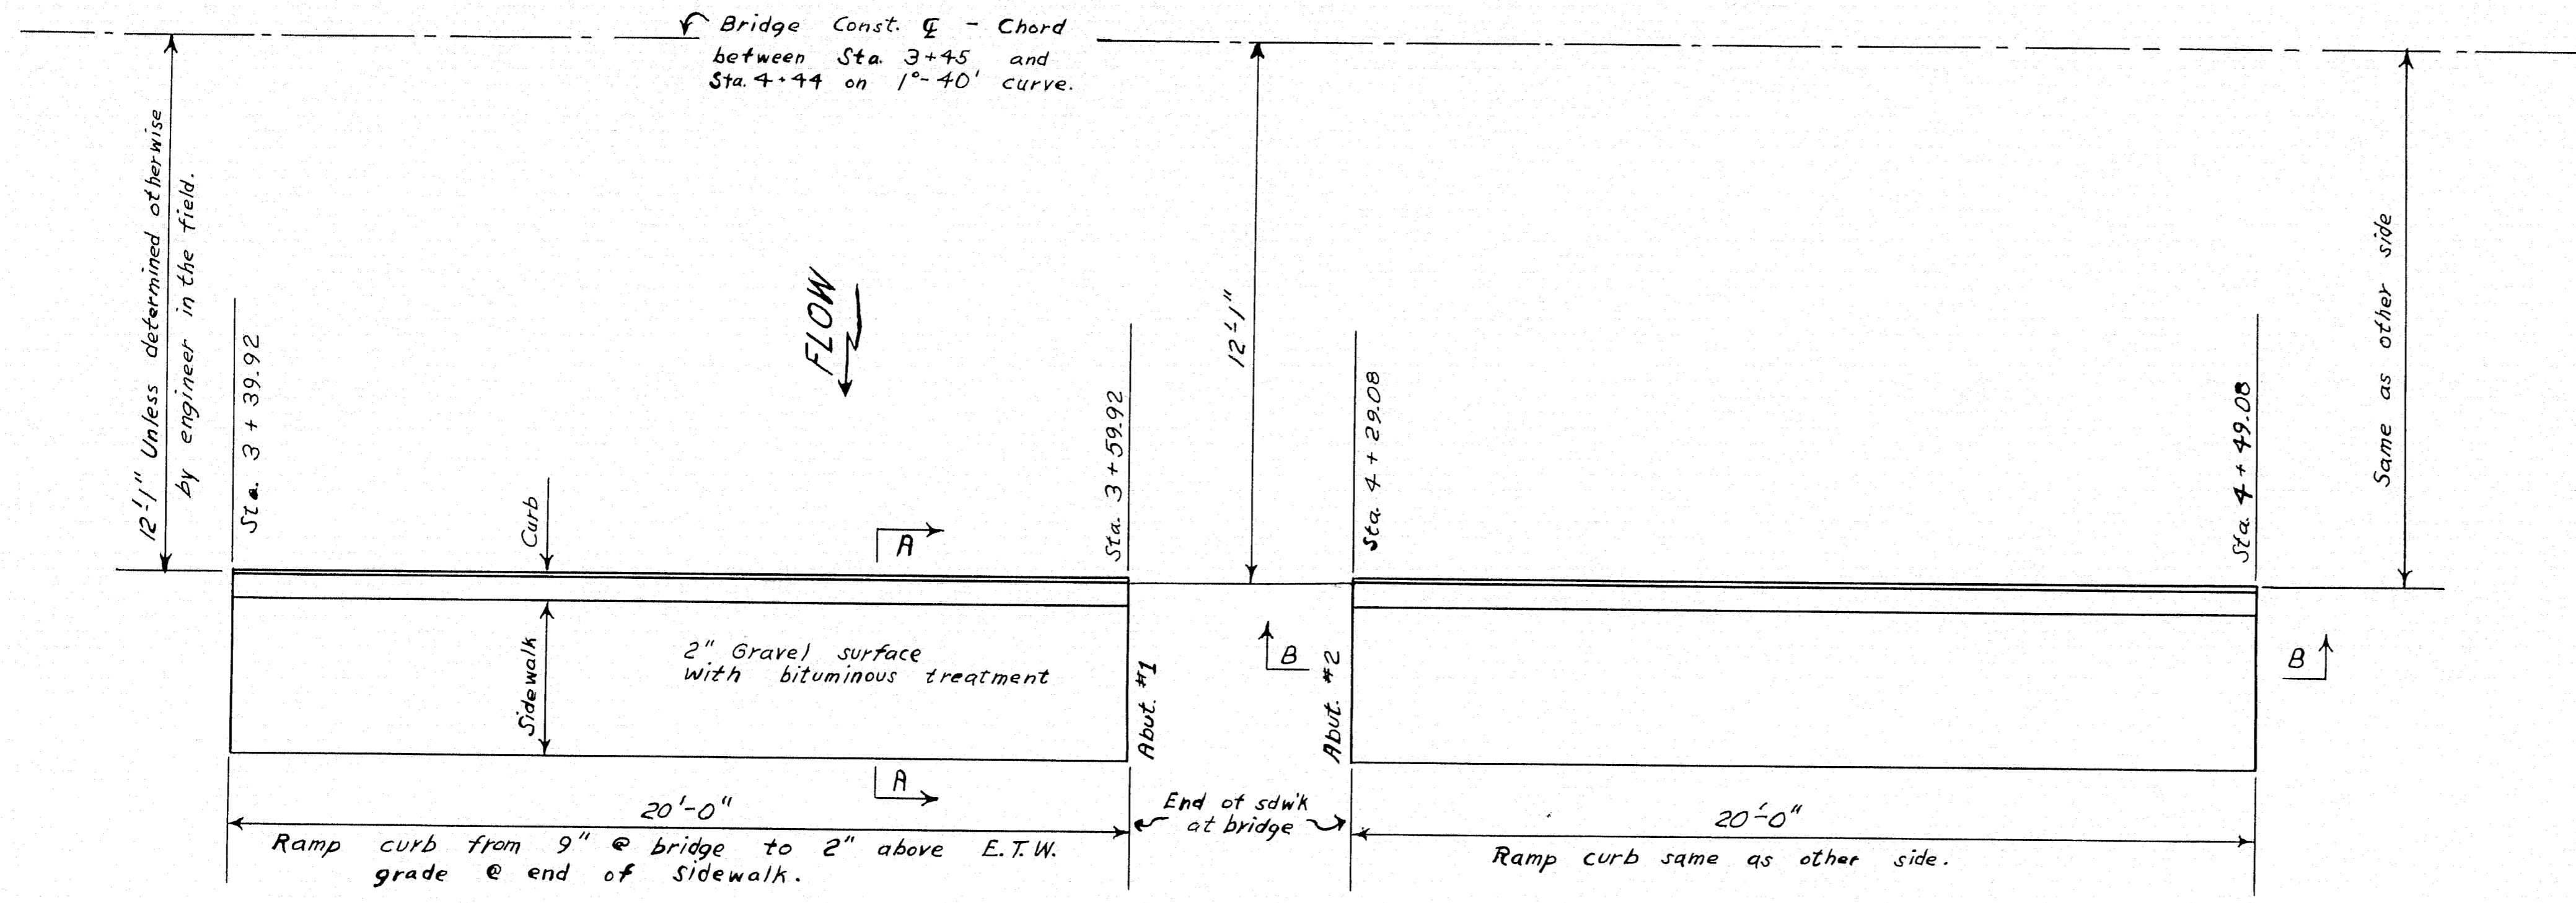 Bridge Const. ℄ - Chord
between Sta. 3+45 and
Sta. 4+44 on 1°-40' curve.
12'-1" Unless determined otherwise
by engineer in the field.
Sta. 3 + 39.92
Curb
FLOW
A
Sta. 3 + 59.92
12'-1"
Sta. 4 + 29.08
Sta. 4 + 49.08
Same as other side
Sidewalk
2" Gravel surface
with bituminous treatment
Abut. #1
B
Abut. #2
B
A
20'-0"
Ramp curb from 9" @ bridge to 2" above E.T.W.
grade @ end of sidewalk.
End of sdw'k
at bridge
20'-0"
Ramp curb same as other side.